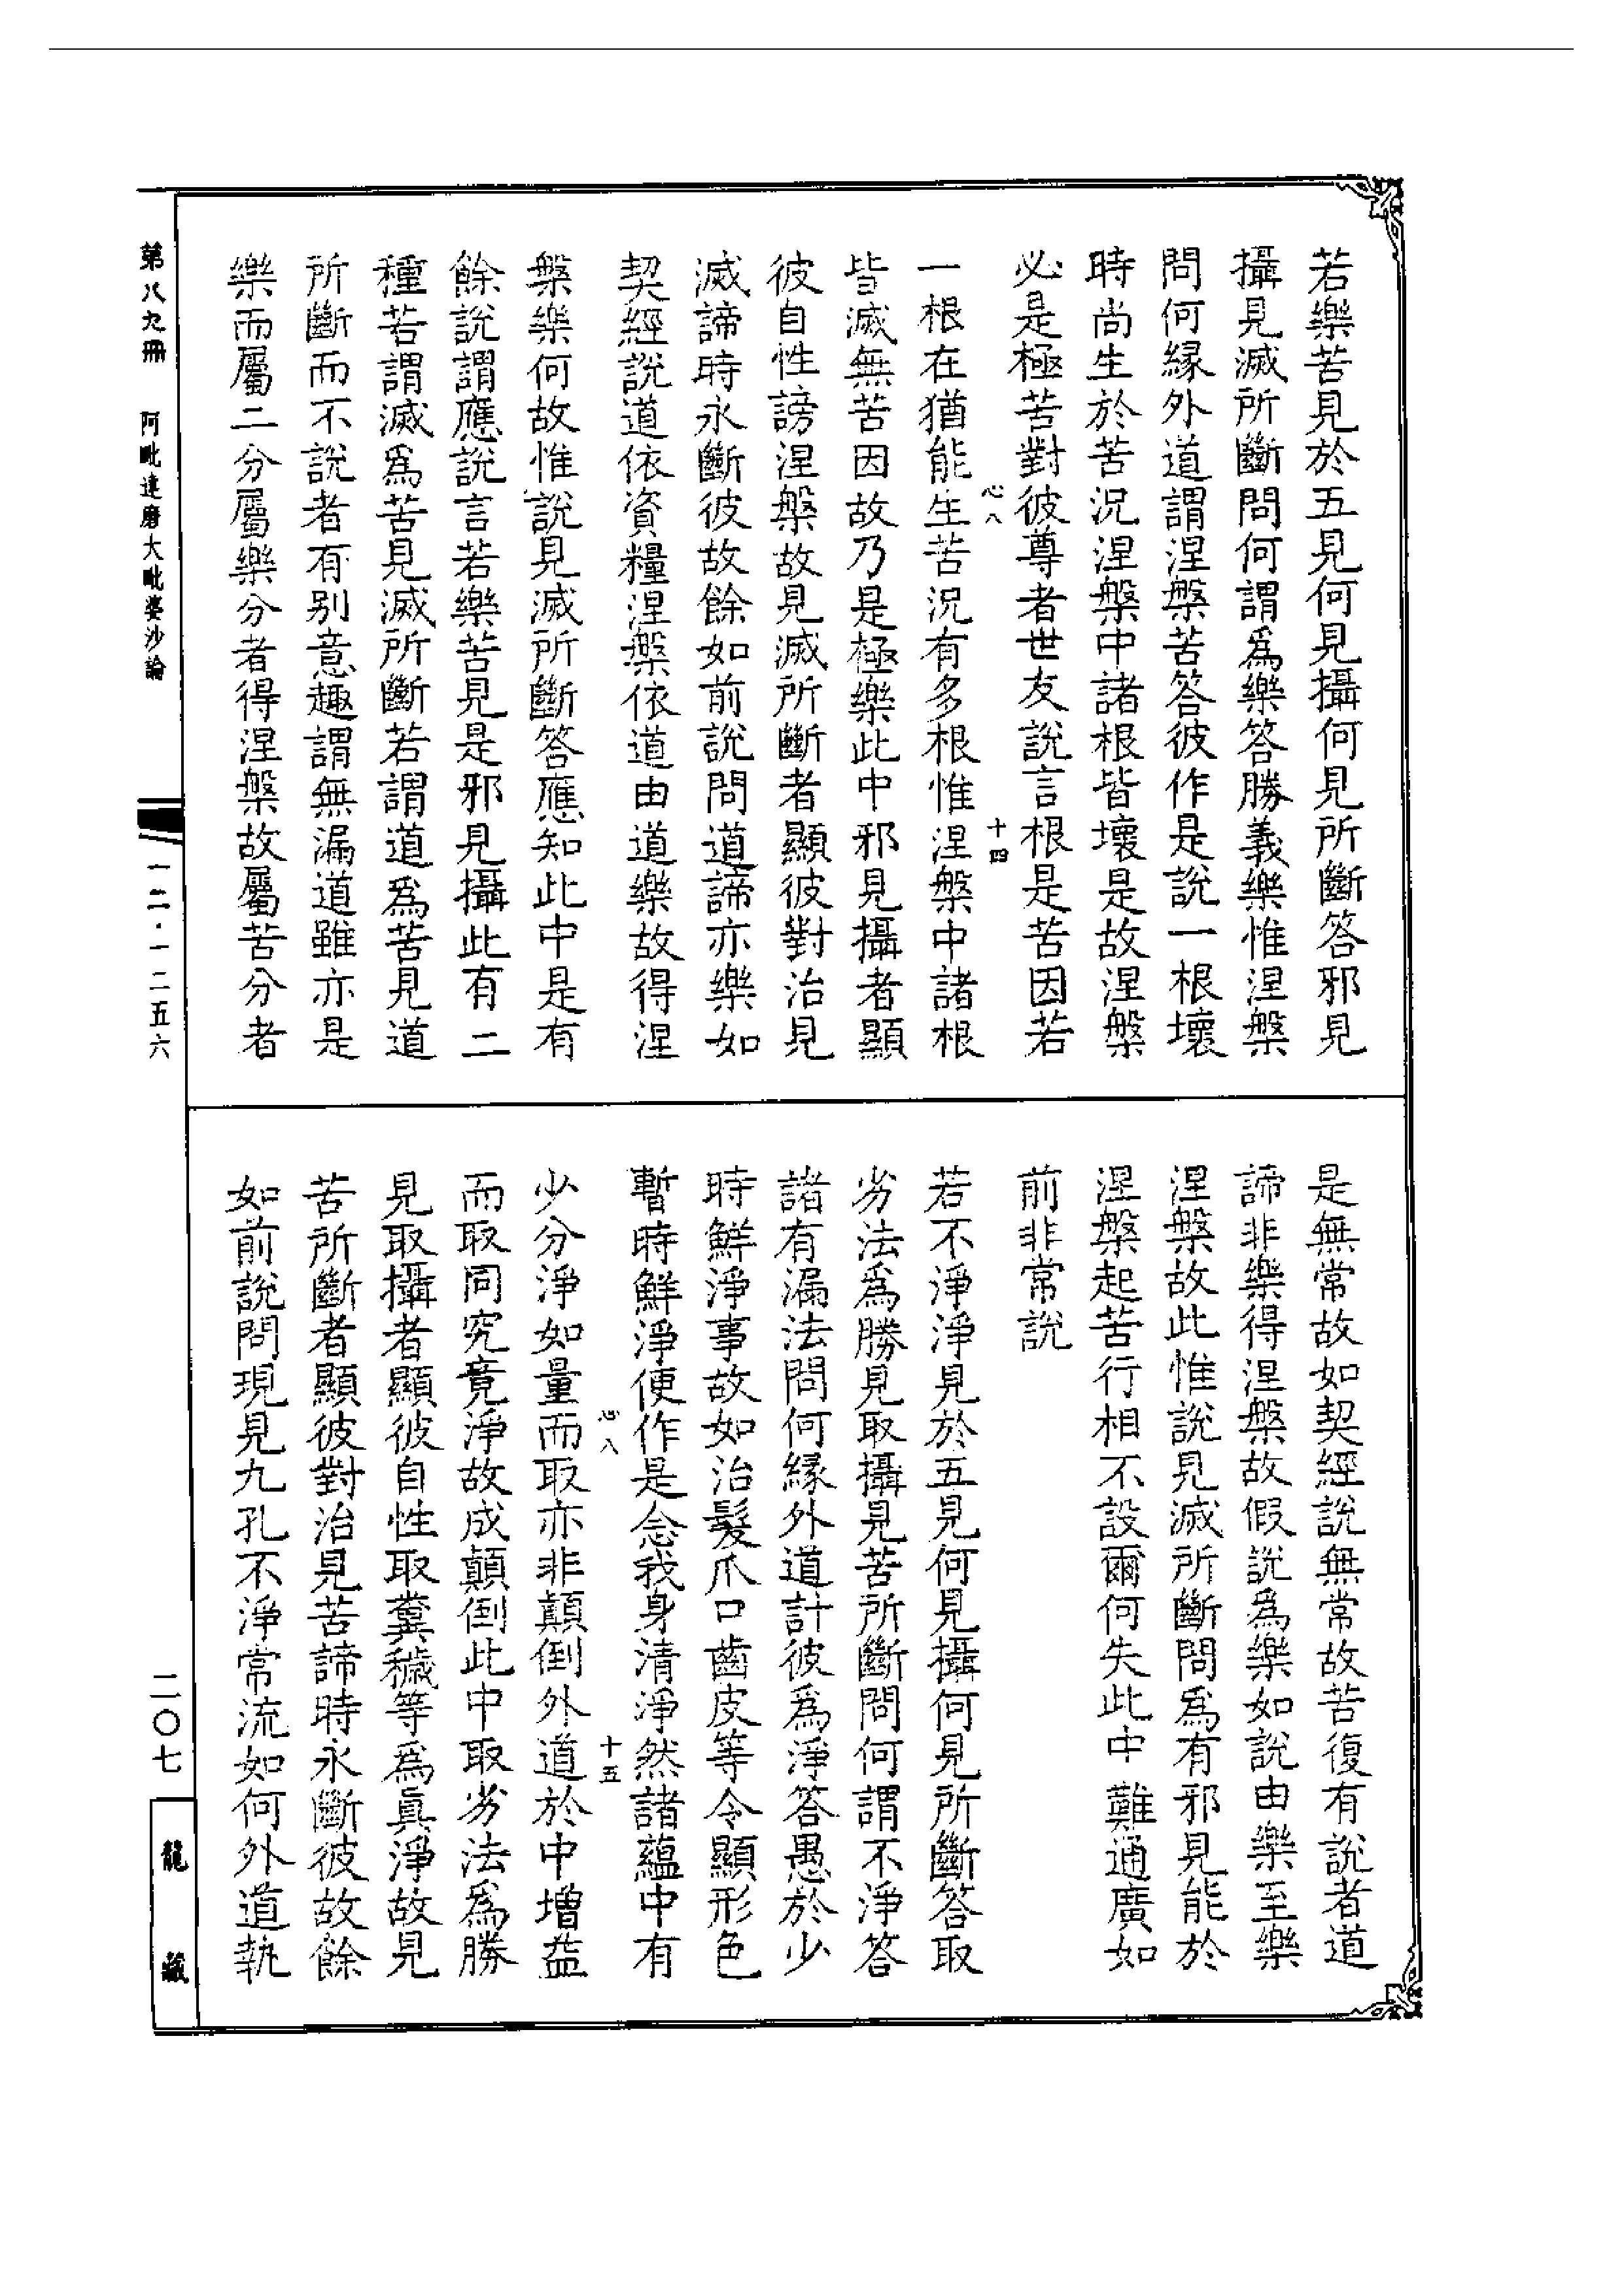 若樂苦見於五見何見攝何見所斷答邪見
攝見滅所斷問何謂爲樂答勝義樂惟涅槃
問何緣外道謂涅槃苦答彼作是說一根壞
時尚生於苦況涅槃中諸根皆壞是故涅槃
必是極苦對彼尊者世友說言根是苦因若
心八
十四
一根在猶能生苦況有多根惟涅槃中諸根
皆滅無苦因故乃是極樂此中邪見攝者顯
彼自性謗涅槃故見滅所斷者顯彼對治見
滅諦時永斷彼故餘如前說問道諦亦樂如
契經說道依資糧涅槃依道由道樂故得涅
槃樂何故惟說見滅所斷答應知此中是有
餘說謂應說言若樂苦見是邪見攝此有二
種苦謂滅爲苦見滅所斷若謂道爲苦見道
所斷而不說者有別意趣謂無漏道雖亦是
樂而屬二分屬樂分者得涅槃故屬苦分者
是無常故如契經說無常故苦復有說者道
諦非樂得涅槃故假說爲樂如說由樂至樂
涅槃故此惟說見滅所斷問爲有邪見能於
涅槃起苦行相不設爾何失此中難通廣如
前非常說
若不淨淨見於五見何見攝何見所斷答取
劣法爲勝見取攝見苦所斷問何謂不淨答
諸有漏法問何緣外道計彼爲淨答愚於少
時鮮淨事故如治髮爪口齒皮等令顯形色
暫時鮮淨便作是念我身清淨然諸蘊中有
心八
十五
少分淨如量而取亦非顛倒外道於中增益
而取同究竟淨故成顛倒此中取劣法爲勝
見取攝者顯彼自性取糞穢等爲真淨故見
苦所斷者顯彼對治見苦諦時永斷彼故餘
如前說問現見九孔不淨常流如何外道執
第八九冊 阿毗達磨大毗婆沙論
一二·一二五六
二〇七
龍藏